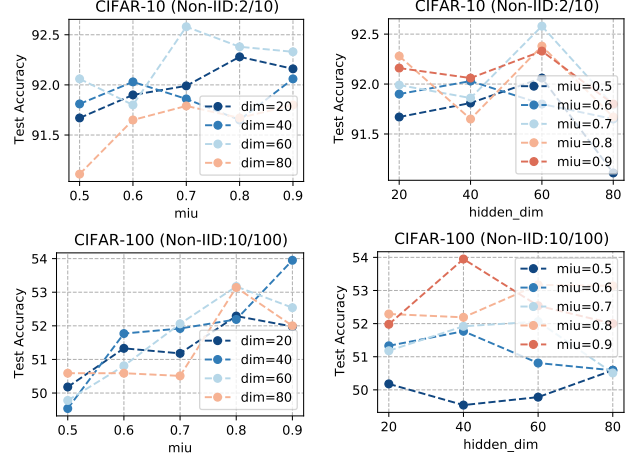 CIFAR-10 (Non-IID:2/10)
Test Accuracy
92.5
92.0
91.5
0.5 0.6 0.7 0.8 0.9
miu
dim=20
dim=40
dim=60
dim=80
CIFAR-10 (Non-IID:2/10)
Test Accuracy
92.5
92.0
91.5
20 40 60 80
hidden_dim
miu=0.5
miu=0.6
miu=0.7
miu=0.8
miu=0.9
CIFAR-100 (Non-IID:10/100)
Test Accuracy
54
53
52
51
50
0.5 0.6 0.7 0.8 0.9
miu
dim=20
dim=40
dim=60
dim=80
CIFAR-100 (Non-IID:10/100)
Test Accuracy
54
53
52
51
50
20 40 60 80
hidden_dim
miu=0.5
miu=0.6
miu=0.7
miu=0.8
miu=0.9